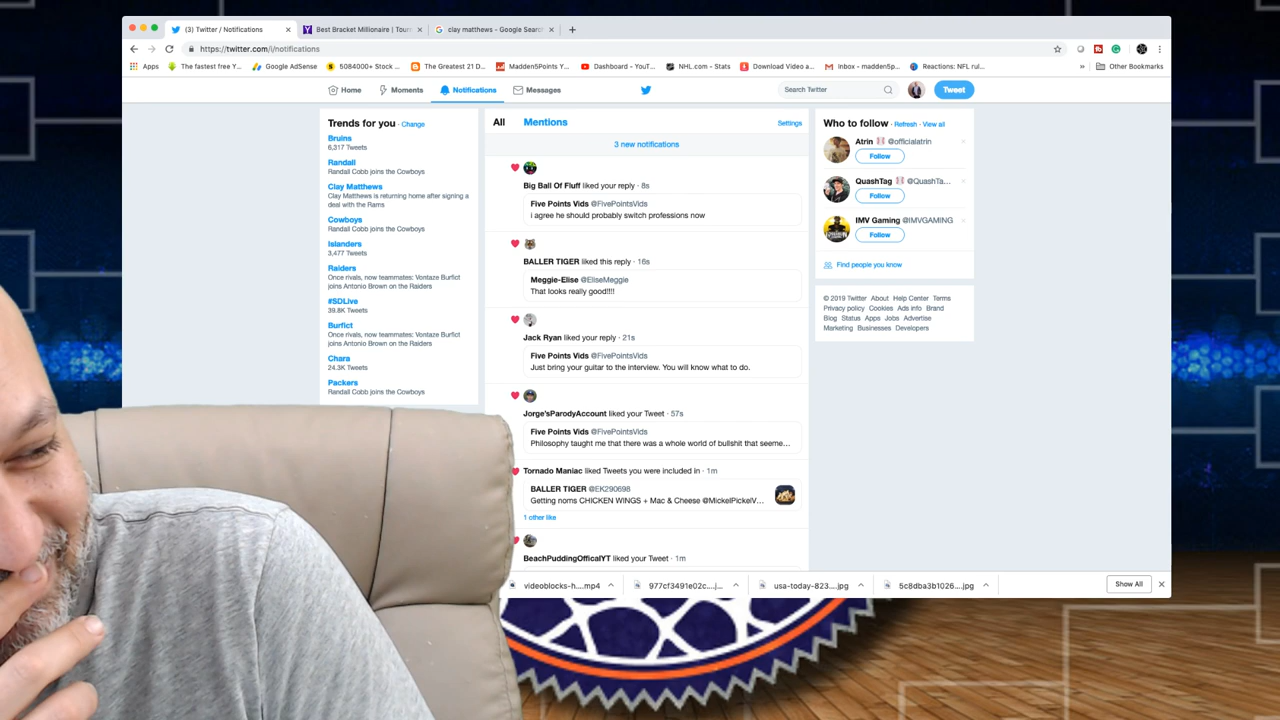 (3) Twitter / Notifications
Best Bracket Millionaire | Tourn
clay matthews - Google Search
https://twitter.com/i/notifications
Apps
The fastest free Y...
Google AdSense
5084000+ Stock ...
The Greatest 21 D...
Madden5Points Y...
Dashboard - YouT...
NHL.com - Stats
Download Video a...
Inbox - madden5p...
Reactions: NFL rul...
»
Other Bookmarks
Home
Moments
Notifications
Messages
Search Twitter
Tweet
Trends for you · Change
Bruins
6,317 Tweets
Randall
Randall Cobb joins the Cowboys
Clay Matthews
Clay Matthews is returning home after signing a
deal with the Rams
Cowboys
Randall Cobb joins the Cowboys
Islanders
3,477 Tweets
Raiders
Once rivals, now teammates: Vontaze Burfict
joins Antonio Brown on the Raiders
#SDLive
39.8K Tweets
Burfict
Once rivals, now teammates: Vontaze Burfict
joins Antonio Brown on the Raiders
Chara
24.3K Tweets
Packers
Randall Cobb joins the Cowboys
All
Mentions
Settings
3 new notifications
Big Ball Of Fluff liked your reply · 8s
Five Points Vids @FivePointsVids
i agree he should probably switch professions now
BALLER TIGER liked this reply · 16s
Meggie-Elise @EliseMeggie
That looks really good!!!!
Jack Ryan liked your reply · 21s
Five Points Vids @FivePointsVids
Just bring your guitar to the interview. You will know what to do.
Jorge'sParodyAccount liked your Tweet · 57s
Five Points Vids @FivePointsVids
Philosophy taught me that there was a whole world of bullshit that seeme...
Tornado Maniac liked Tweets you were included in · 1m
BALLER TIGER @EK290698
Getting noms CHICKEN WINGS + Mac & Cheese @MickelPickelV...
1 other like
BeachPuddingOfficalYT liked your Tweet · 1m
Who to follow · Refresh · View all
Atrin @officialatrin
Follow
QuashTag @QuashTa...
Follow
IMV Gaming @IMVGAMING
Follow
Find people you know
© 2019 Twitter About Help Center Terms
Privacy policy Cookies Ads info Brand
Blog Status Apps Jobs Advertise
Marketing Businesses Developers
videoblocks-h....mp4
977cf3491e02c....j...
usa-today-823....jpg
5c8dba3b1026....jpg
Show All